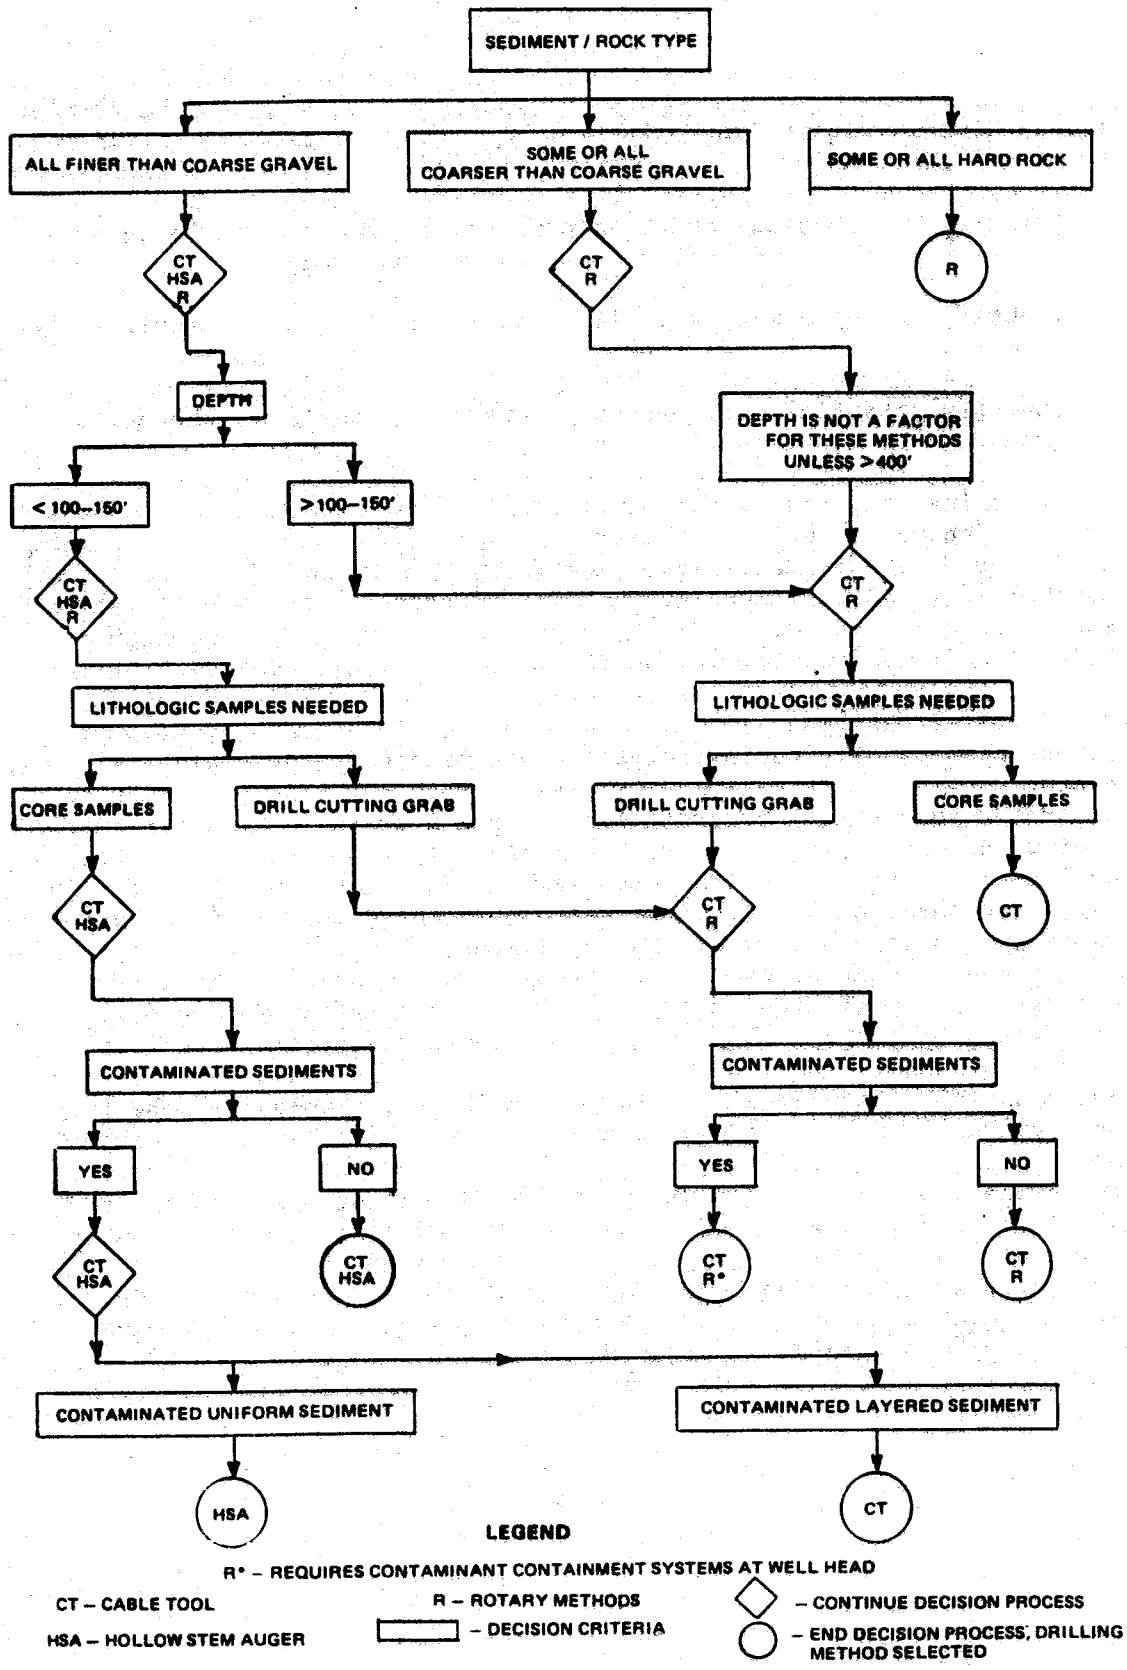 SEDIMENT / ROCK TYPE
ALL FINER THAN COARSE GRAVEL
SOME OR ALL
COARSER THAN COARSE GRAVEL
SOME OR ALL HARD ROCK
CT
HSA
R
CT
R
R
DEPTH
DEPTH IS NOT A FACTOR
FOR THESE METHODS
UNLESS >400'
< 100–150'
>100–150'
CT
HSA
R
CT
R
LITHOLOGIC SAMPLES NEEDED
LITHOLOGIC SAMPLES NEEDED
CORE SAMPLES
DRILL CUTTING GRAB
DRILL CUTTING GRAB
CORE SAMPLES
CT
HSA
CT
R
CT
CONTAMINATED SEDIMENTS
CONTAMINATED SEDIMENTS
YES
NO
YES
NO
CT
HSA
CT
HSA
CT
R*
CT
R
CONTAMINATED UNIFORM SEDIMENT
CONTAMINATED LAYERED SEDIMENT
HSA
CT
LEGEND
R* – REQUIRES CONTAMINANT CONTAINMENT SYSTEMS AT WELL HEAD
CT – CABLE TOOL
R – ROTARY METHODS
– CONTINUE DECISION PROCESS
HSA – HOLLOW STEM AUGER
– DECISION CRITERIA
– END DECISION PROCESS, DRILLING
METHOD SELECTED